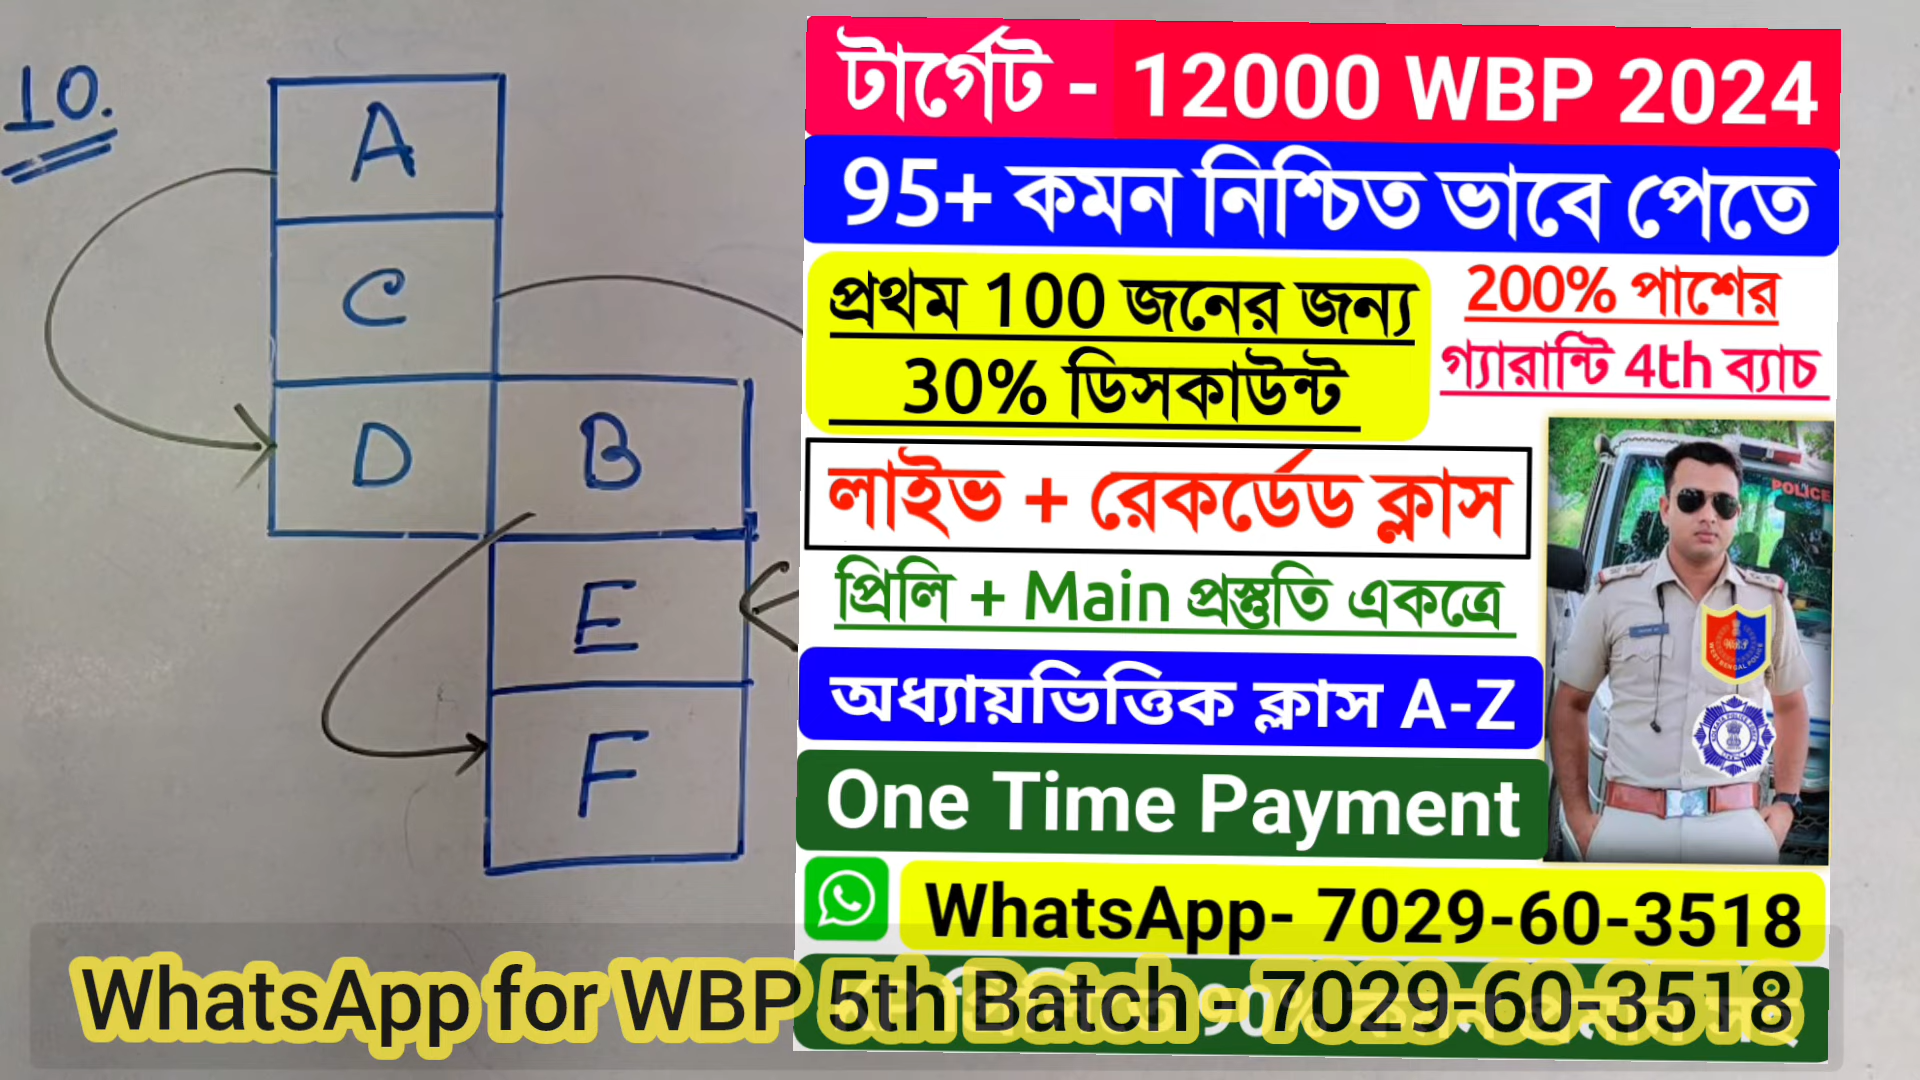 10.
A
C
D
B
E
F
টার্গেট - 12000 WBP 2024
95+ কমন নিশ্চিত ভাবে পেতে
প্রথম 100 জনের জন্য
30% ডিসকাউন্ট
200% পাশের
গ্যারান্টি 4th ব্যাচ
লাইভ + রেকর্ডেড ক্লাস
প্রিলি + Main প্রস্তুতি একত্রে
POLICE
অধ্যায়ভিত্তিক ক্লাস A-Z
One Time Payment
WhatsApp- 7029-60-3518
WhatsApp for WBP 5th Batch - 7029-60-3518